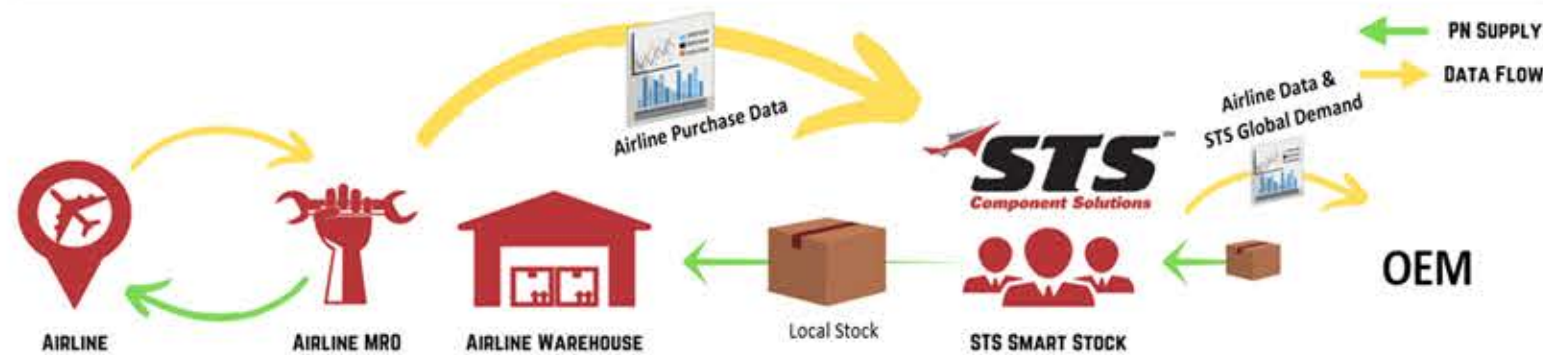 PN SUPPLY
DATA FLOW
Airline Purchase Data
Airline Data &
STS Global Demand
STS
Component Solutions
OEM
Local Stock
AIRLINE
AIRLINE MRO
AIRLINE WAREHOUSE
STS SMART STOCK